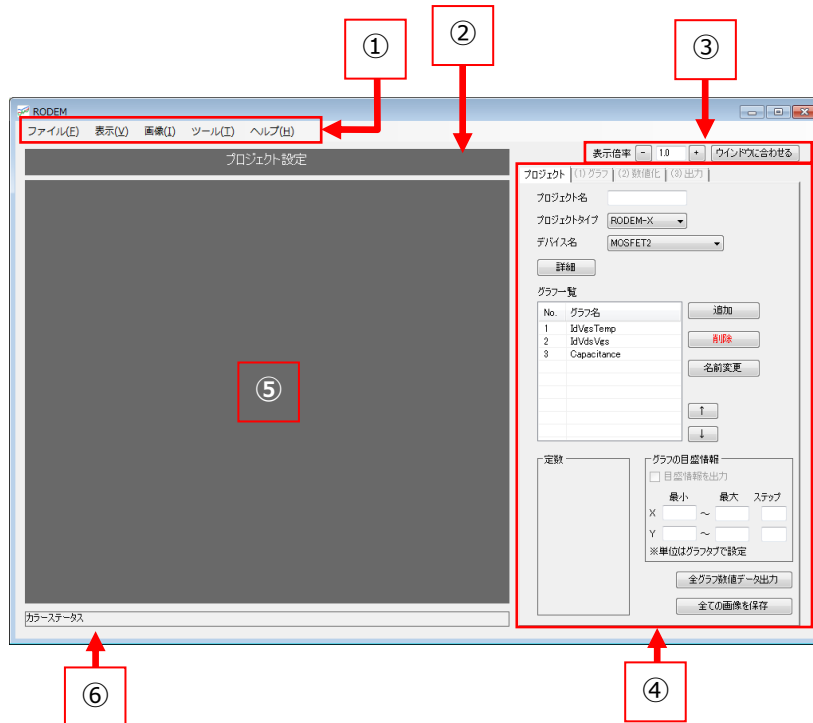 ①
②
③
RODEM
ファイル(F) 表示(V) 画像(I) ツール(T) ヘルプ(H)
プロジェクト設定
表示倍率 - 1.0 + ウインドウに合わせる
プロジェクト (1) グラフ (2) 数値化 (3) 出力
プロジェクト名
プロジェクトタイプ RODEM-X
デバイス名 MOSFET2
詳細
グラフ一覧
No. グラフ名
1 IdVgsTemp
2 IdVdsVgs
3 Capacitance
追加
削除
名前変更
↑
↓
⑤
定数
グラフの目盛情報
目盛情報を出力
最小 最大 ステップ
X ～
Y ～
※単位はグラフタブで設定
全グラフ数値データ出力
全ての画像を保存
カラーステータス
⑥
④